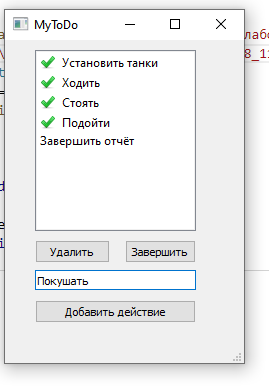 MyToDo
Установить танки
Ходить
Стоять
Подойти
Завершить отчёт
Удалить
Завершить
Покушать
Добавить действие